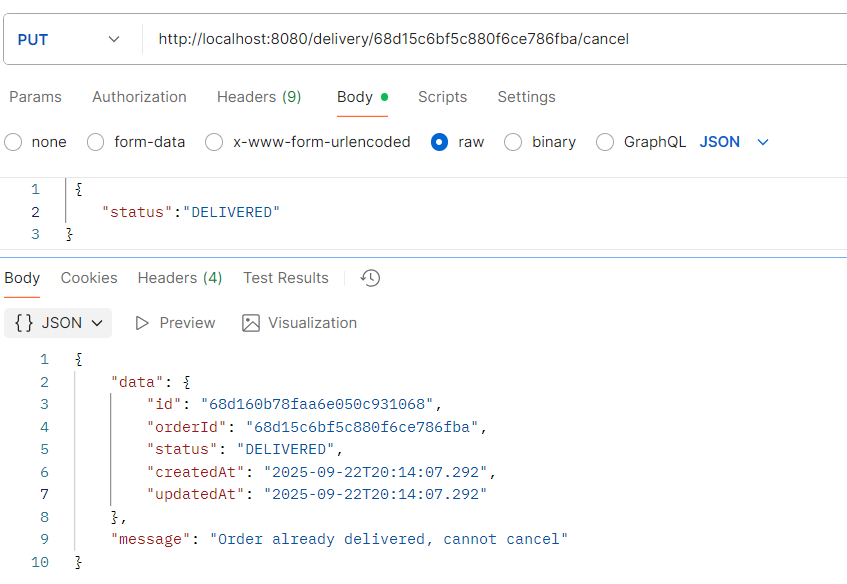 PUT http://localhost:8080/delivery/68d15c6bf5c880f6ce786fba/cancel
Params Authorization Headers (9) Body Scripts Settings
none form-data x-www-form-urlencoded raw binary GraphQL JSON
1 {
2 "status":"DELIVERED"
3 }
Body Cookies Headers (4) Test Results
{} JSON Preview Visualization
1 {
2 "data": {
3 "id": "68d160b78faa6e050c931068",
4 "orderId": "68d15c6bf5c880f6ce786fba",
5 "status": "DELIVERED",
6 "createdAt": "2025-09-22T20:14:07.292",
7 "updatedAt": "2025-09-22T20:14:07.292"
8 },
9 "message": "Order already delivered, cannot cancel"
10 }